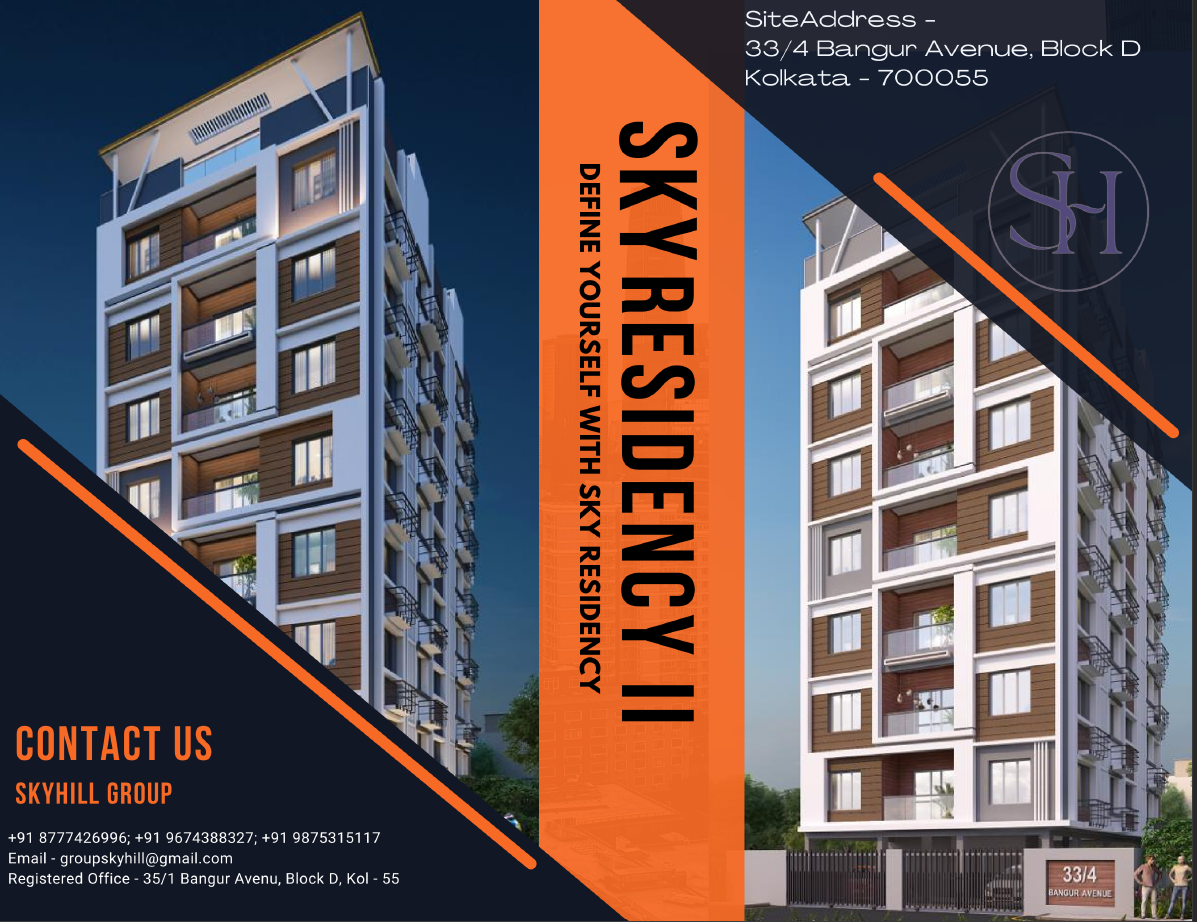 SiteAddress -
33/4 Bangur Avenue, Block D
Kolkata - 700055
SH
SKY RESIDENCY II
DEFINE YOURSELF WITH SKY RESIDENCY
CONTACT US
SKYHILL GROUP
+91 8777426996; +91 9674388327; +91 9875315117
Email - groupskyhill@gmail.com
Registered Office - 35/1 Bangur Avenu, Block D, Kol - 55
33/4
BANGUR AVENUE